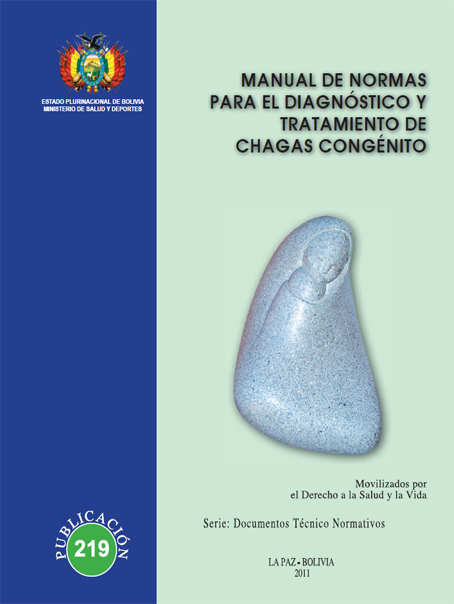 ESTADO PLURINACIONAL DE BOLIVIA
MINISTERIO DE SALUD Y DEPORTES
MANUAL DE NORMAS
PARA EL DIAGNÓSTICO Y
TRATAMIENTO DE
CHAGAS CONGÉNITO
Movilizados por
el Derecho a la Salud y la Vida
Serie: Documentos Técnico Normativos
PUBLICACIÓN
219
LA PAZ - BOLIVIA
2011